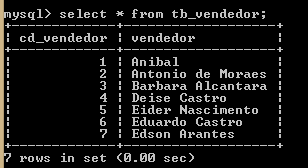 mysql> select * from tb_vendedor;
+-------------+--------------------+
| cd_vendedor | vendedor           |
+-------------+--------------------+
|           1 | Anibal             |
|           2 | Antonio de Moraes  |
|           3 | Barbara Alcantara  |
|           4 | Deise Castro       |
|           5 | Eider Nascimento   |
|           6 | Eduardo Castro     |
|           7 | Edson Arantes      |
+-------------+--------------------+
7 rows in set (0.00 sec)